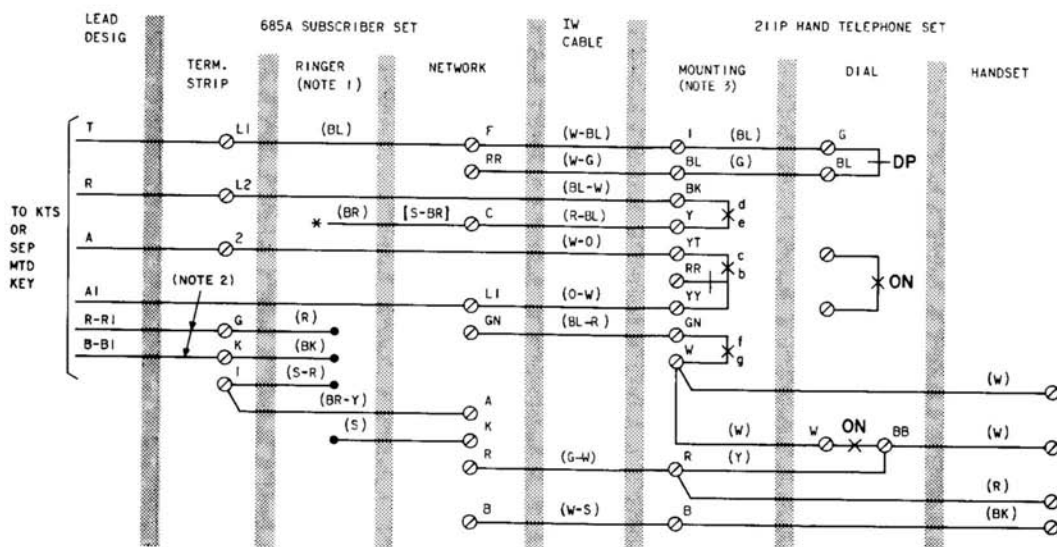 LEAD DESIG
685A SUBSCRIBER SET
IW CABLE
211P HAND TELEPHONE SET
TERM. STRIP
RINGER (NOTE 1)
NETWORK
MOUNTING (NOTE 3)
DIAL
HANDSET
TO KTS OR SEP MTD KEY
T L1 (BL) F (W-BL) 1 (BL) G
RR (W-G) BL (G) BL DP
R L2 (BL-W) BK d
* (BR) [S-BR] C (R-BL) Y e
A 2 (W-O) YT c
RR b
(NOTE 2)
ON
A1 L1 (O-W) YY
R-R1 G (R) GN (BL-R) GN f
B-B1 K (BK) W g
1 (S-R) (W)
(BR-Y) A
(S) K (W) W ON BB (W)
R (G-W) R (Y)
(R)
B (W-S) B (BK)